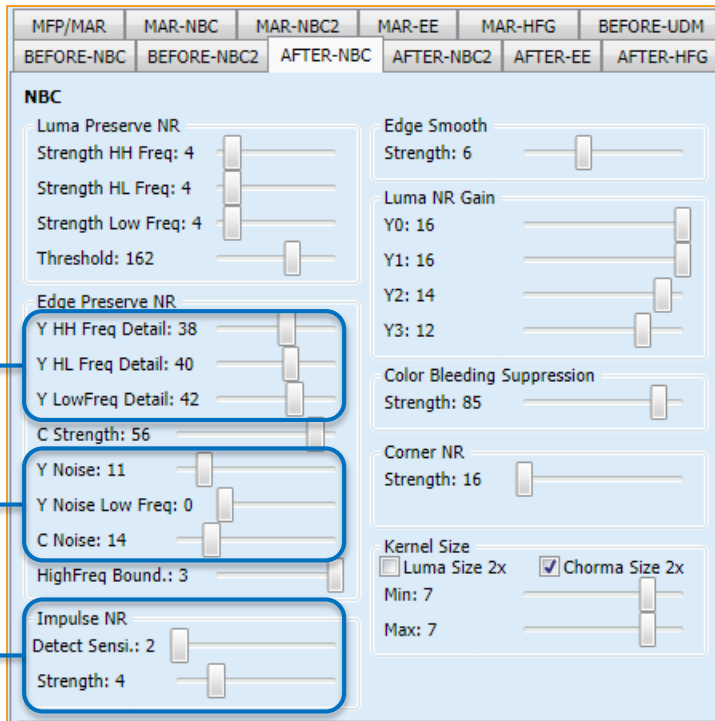 MFP/MAR MAR-NBC MAR-NBC2 MAR-EE MAR-HFG BEFORE-UDM
BEFORE-NBC BEFORE-NBC2 AFTER-NBC AFTER-NBC2 AFTER-EE AFTER-HFG
NBC
Luma Preserve NR
Strength HH Freq: 4
Strength HL Freq: 4
Strength Low Freq: 4
Threshold: 162
Edge Preserve NR
Y HH Freq Detail: 38
Y HL Freq Detail: 40
Y LowFreq Detail: 42
C Strength: 56
Y Noise: 11
Y Noise Low Freq: 0
C Noise: 14
HighFreq Bound.: 3
Impulse NR
Detect Sensi.: 2
Strength: 4
Edge Smooth
Strength: 6
Luma NR Gain
Y0: 16
Y1: 16
Y2: 14
Y3: 12
Color Bleeding Suppression
Strength: 85
Corner NR
Strength: 16
Kernel Size
Luma Size 2x Chorma Size 2x
Min: 7
Max: 7